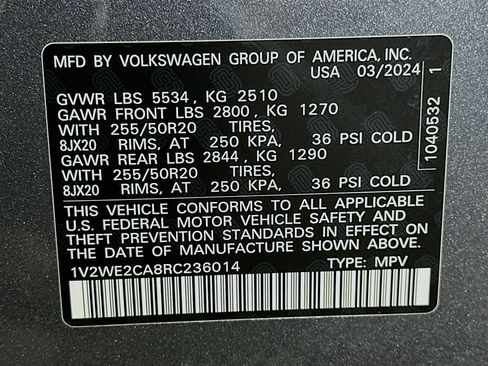 MFD BY VOLKSWAGEN GROUP OF AMERICA, INC.
USA 03/2024
GVWR LBS 5534 , KG 2510
GAWR FRONT LBS 2800 , KG 1270
WITH 255/50R20 TIRES,
8JX20 RIMS, AT 250 KPA, 36 PSI COLD
GAWR REAR LBS 2844 , KG 1290
WITH 255/50R20 TIRES,
8JX20 RIMS, AT 250 KPA, 36 PSI COLD
THIS VEHICLE CONFORMS TO ALL APPLICABLE
U.S. FEDERAL MOTOR VEHICLE SAFETY AND
THEFT PREVENTION STANDARDS IN EFFECT ON
THE DATE OF MANUFACTURE SHOWN ABOVE.
1V2WE2CA8RC236014 TYPE: MPV
1040532 1